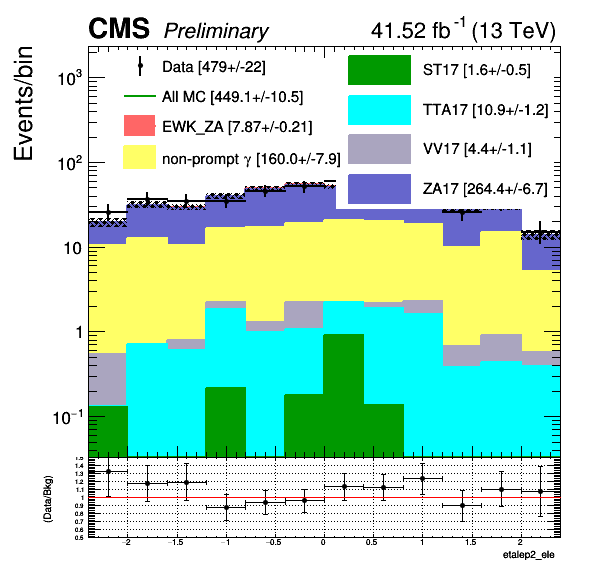 CMS Preliminary 41.52 fb⁻¹ (13 TeV)
Events/bin
Data [479+/-22]
All MC [449.1+/-10.5]
EWK_ZA [7.87+/-0.21]
non-prompt γ [160.0+/-7.9]
ST17 [1.6+/-0.5]
TTA17 [10.9+/-1.2]
VV17 [4.4+/-1.1]
ZA17 [264.4+/-6.7]
10³
10²
10
1
10⁻¹
(Data/Bkg)
1.5
1.4
1.3
1.2
1.1
1
0.9
0.8
0.7
0.6
0.5
−2 −1.5 −1 −0.5 0 0.5 1 1.5 2
etalep2_ele